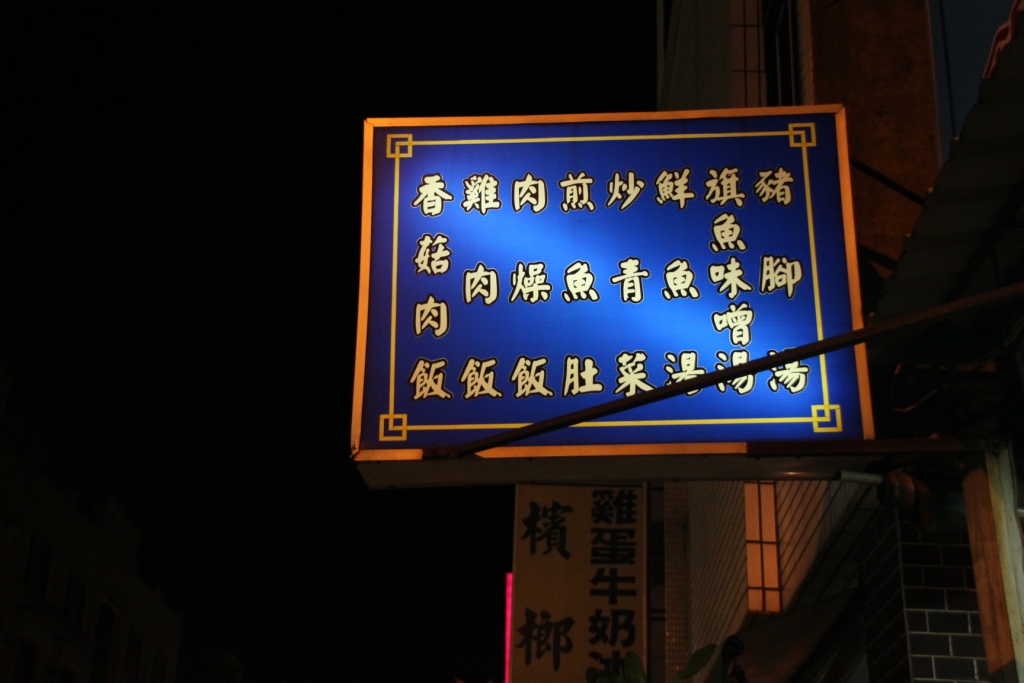 豬腳湯
旗魚味噌湯
鮮魚湯
炒青菜
煎魚肚
肉燥飯
雞肉飯
香菇肉飯
雞蛋牛奶冰
檳榔